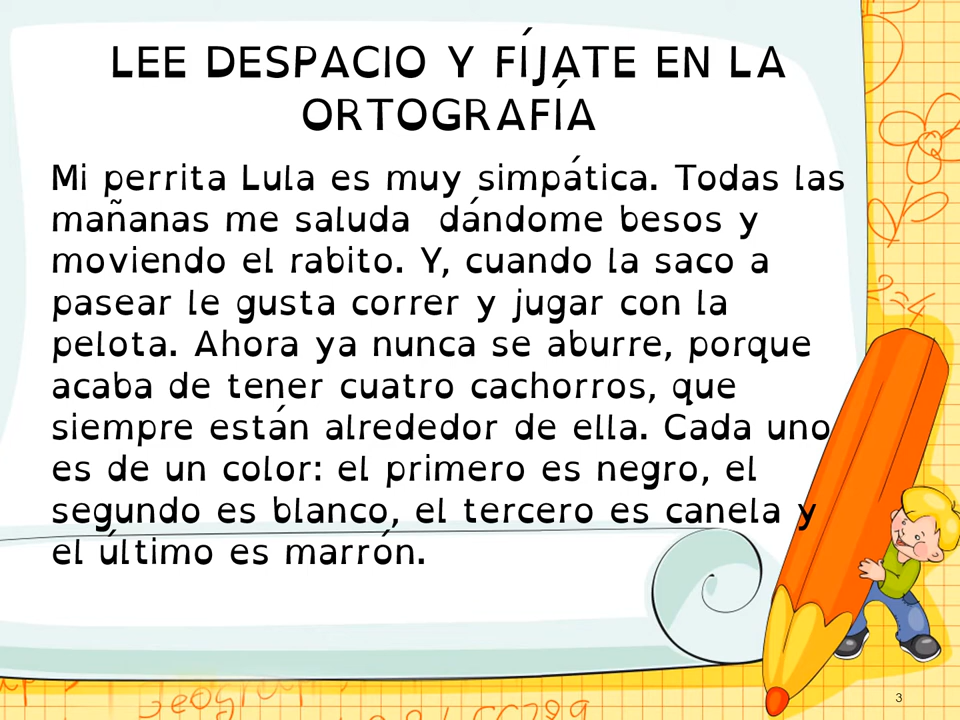 LEE DESPACIO Y FÍJATE EN LA
ORTOGRAFÍA
Mi perrita Lula es muy simpática. Todas las
mañanas me saluda  dándome besos y
moviendo el rabito. Y, cuando la saco a
pasear le gusta correr y jugar con la
pelota. Ahora ya nunca se aburre, porque
acaba de tener cuatro cachorros, que
siempre están alrededor de ella. Cada uno
es de un color: el primero es negro, el
segundo es blanco, el tercero es canela y
el último es marrón.
2=4
3